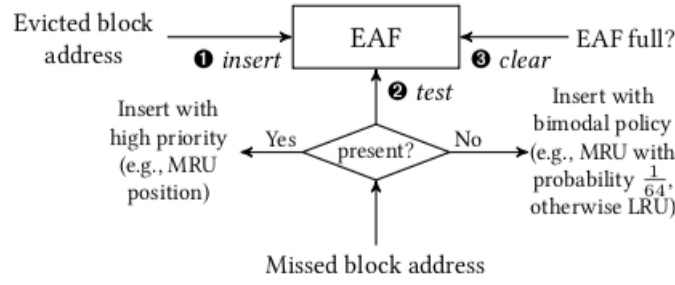 Evicted block
address
❶ insert
EAF
EAF full?
❸ clear
❷ test
Insert with
high priority
(e.g., MRU
position)
Yes
present?
No
Insert with
bimodal policy
(e.g., MRU with
probability 1/64,
otherwise LRU)
Missed block address